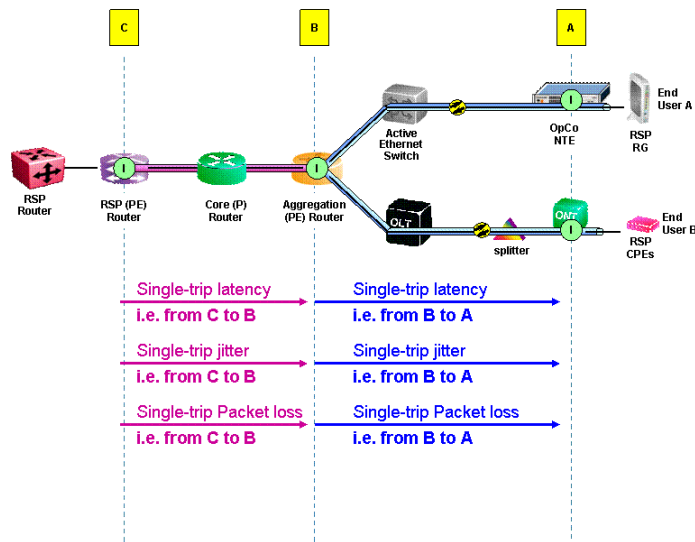 C
B
A
I
End
User A
Active
Ethernet
Switch
OpCo
NTE
RSP
RG
I
I
RSP
Router
RSP (PE)
Router
Core (P)
Router
Aggregation
(PE) Router
OLT
splitter
ONT
I
End
User B
RSP
CPEs
Single-trip latency
i.e. from C to B
Single-trip latency
i.e. from B to A
Single-trip jitter
i.e. from C to B
Single-trip jitter
i.e. from B to A
Single-trip Packet loss
i.e. from C to B
Single-trip Packet loss
i.e. from B to A